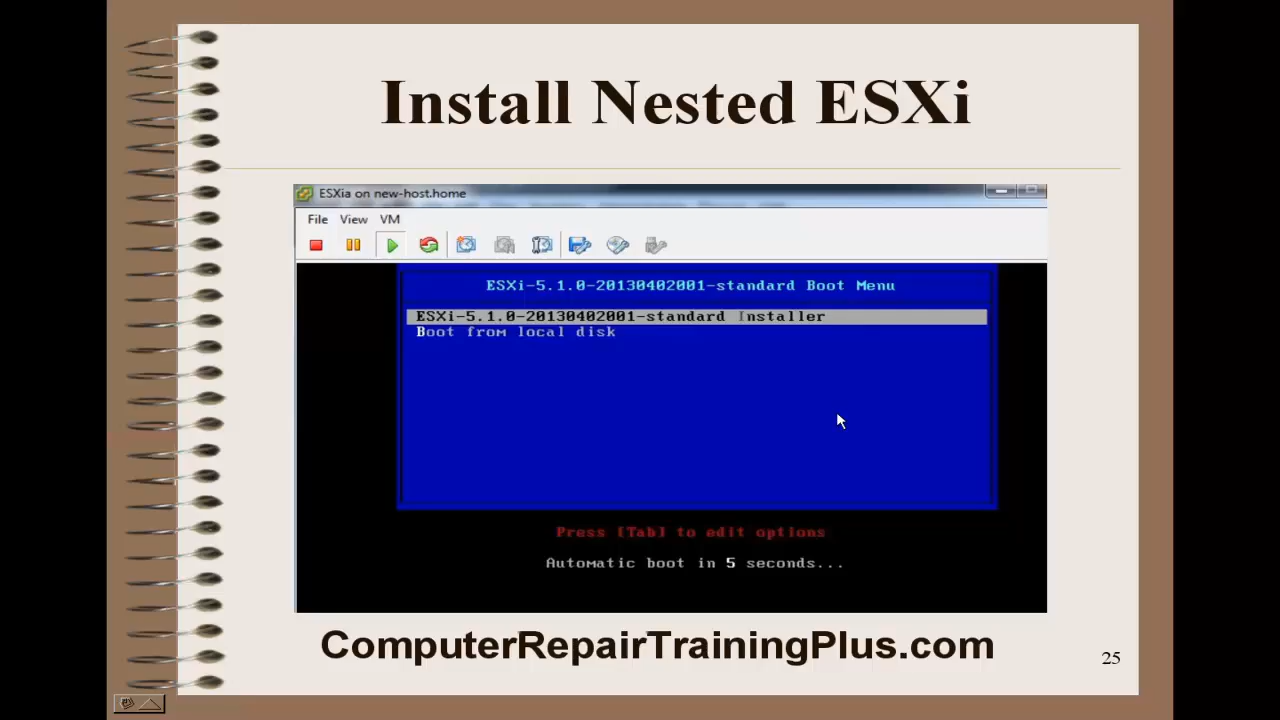 Install Nested ESXi
ESXia on new-host.home
File View VM
ESXi-5.1.0-20130402001-standard Boot Menu
ESXi-5.1.0-20130402001-standard Installer
Boot from local disk
Press [Tab] to edit options
Automatic boot in 5 seconds...
ComputerRepairTrainingPlus.com
25